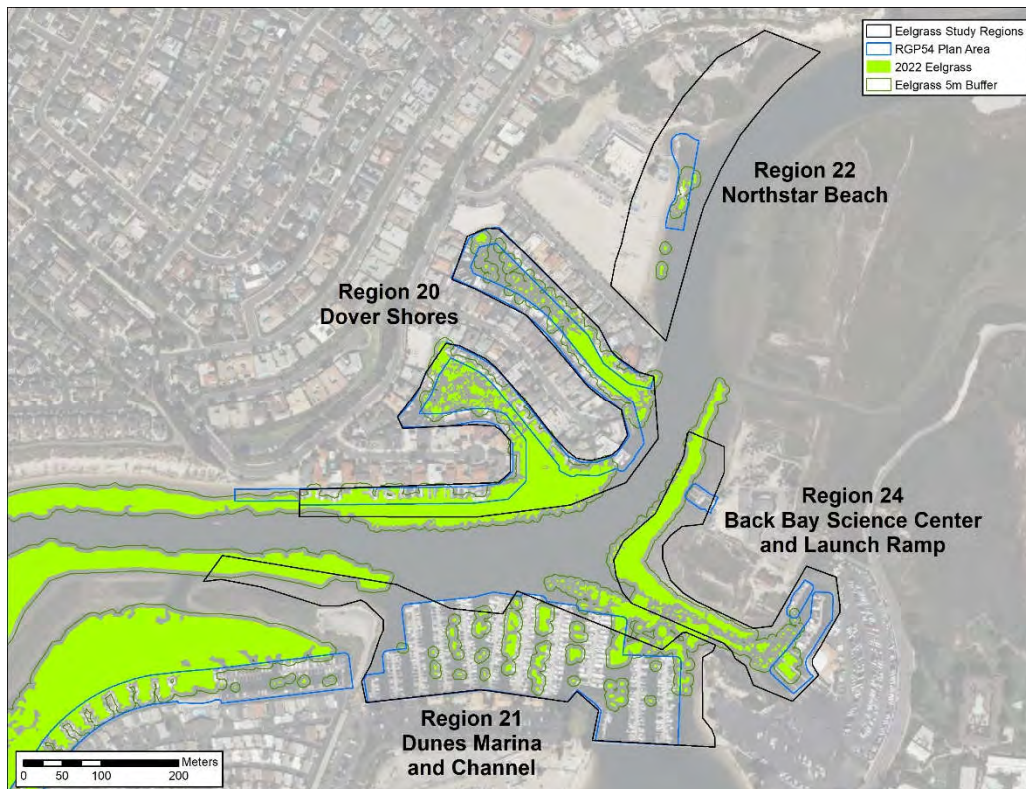 Eelgrass Study Regions
RGP54 Plan Area
2022 Eelgrass
Eelgrass 5m Buffer
Region 22
Northstar Beach
Region 20
Dover Shores
Region 24
Back Bay Science Center
and Launch Ramp
Region 21
Dunes Marina
and Channel
Meters
0 50 100 200